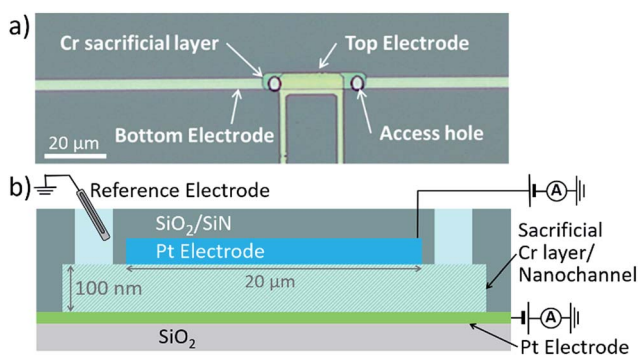 a)
Cr sacrificial layer
Top Electrode
Bottom Electrode
Access hole
20 µm
b)
Reference Electrode
A
SiO₂/SiN
Pt Electrode
Sacrificial
Cr layer/
Nanochannel
20 µm
100 nm
A
SiO₂
Pt Electrode